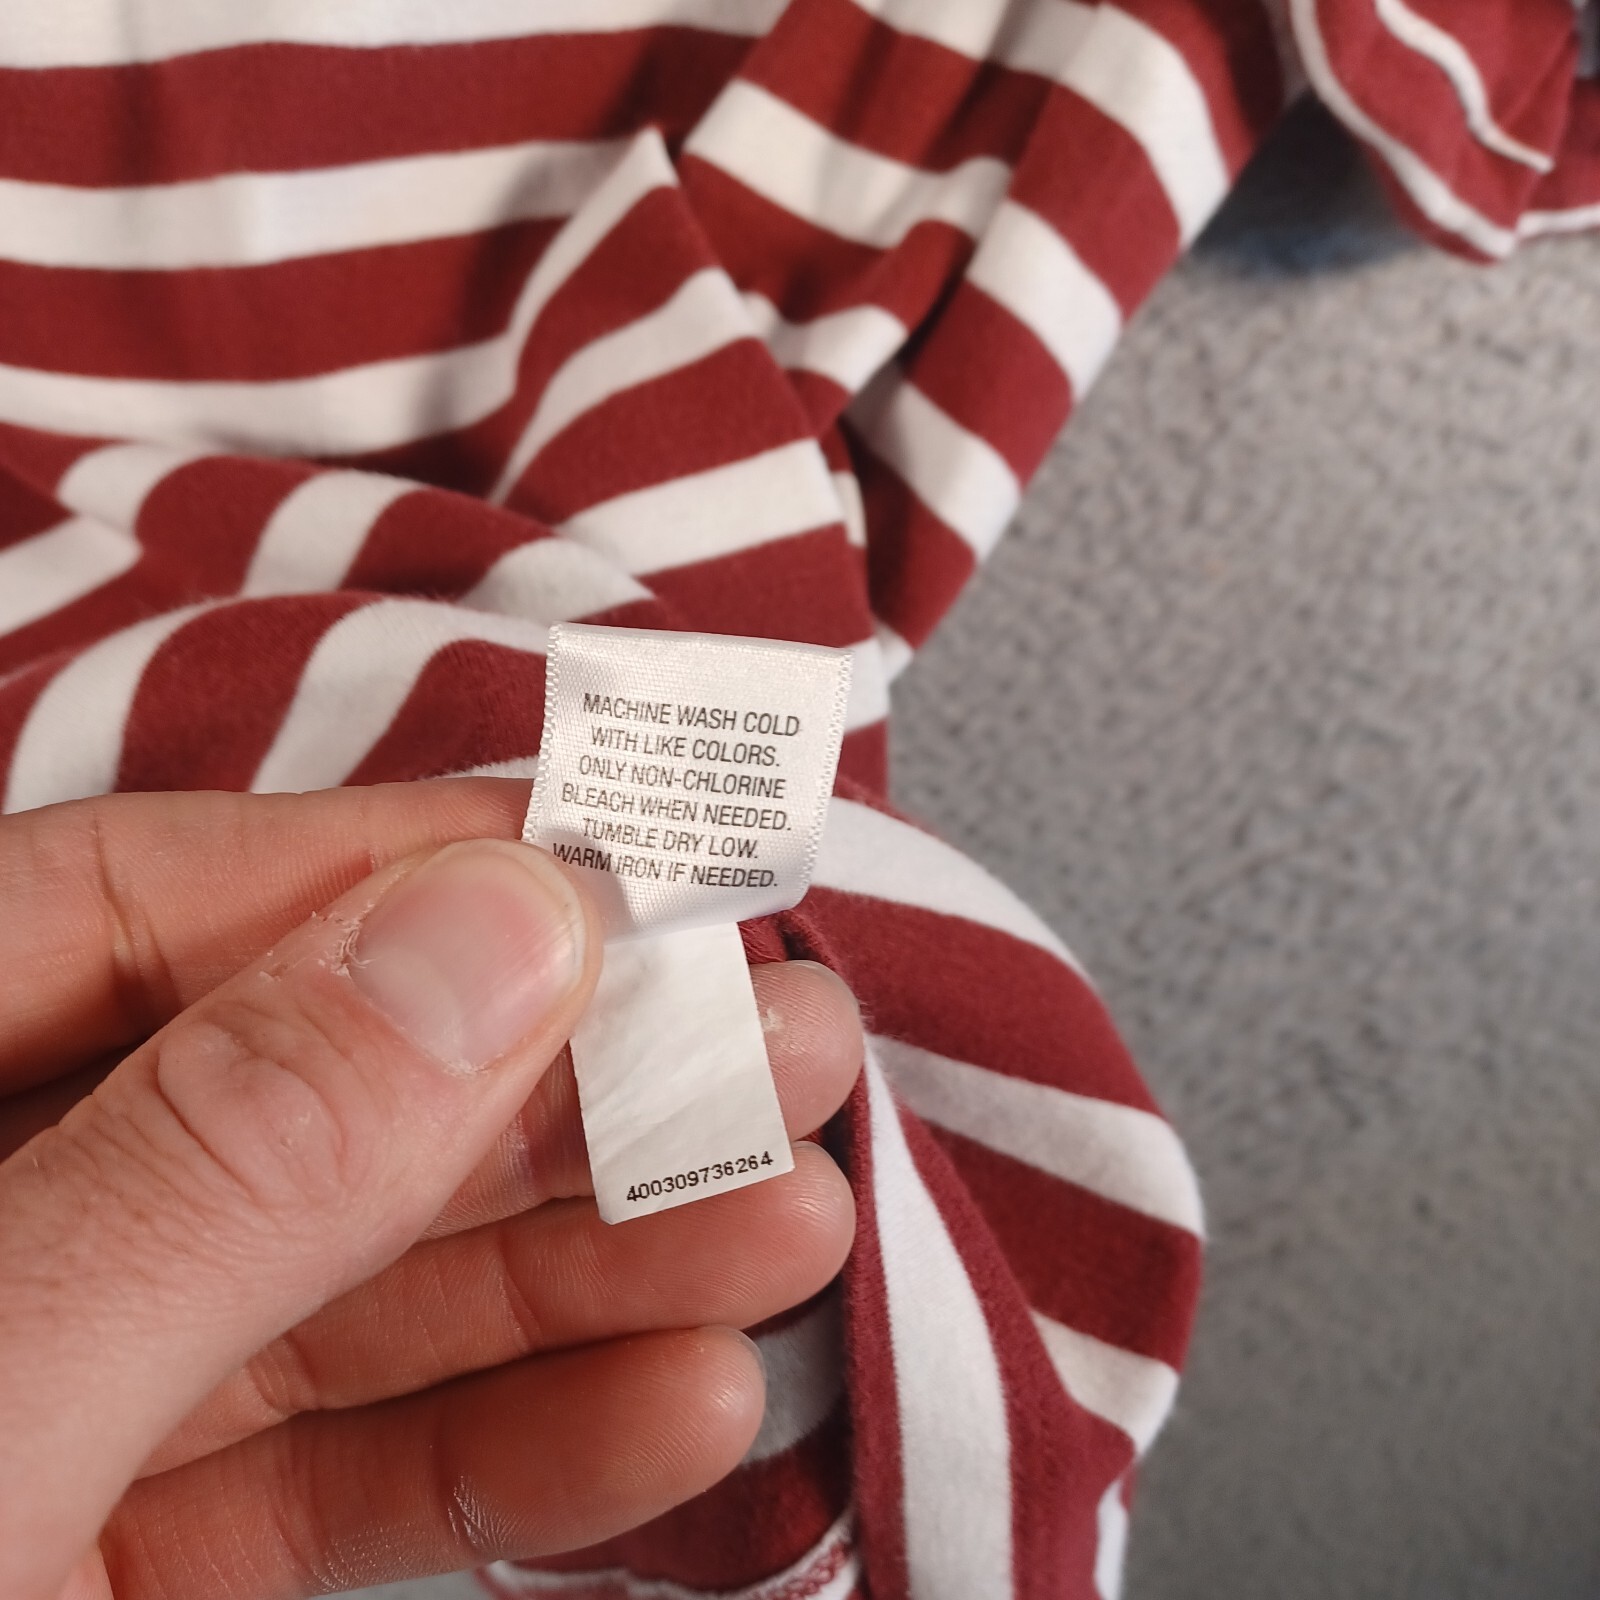 MACHINE WASH COLD
WITH LIKE COLORS.
ONLY NON-CHLORINE
BLEACH WHEN NEEDED.
TUMBLE DRY LOW.
WARM IRON IF NEEDED.
400309736264